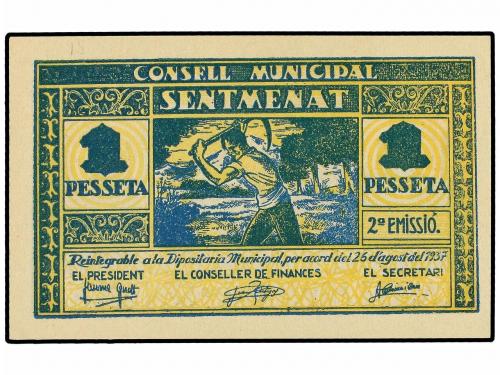 CONSELL MUNICIPAL
SENTMENAT
1 PESSETA
1 PESSETA
2ª EMISSIÓ.
Reintegrable a la Dipositaria Municipal, per acord del 26 d'agost del 1937
EL PRESIDENT EL CONSELLER DE FINANCES EL SECRETARI